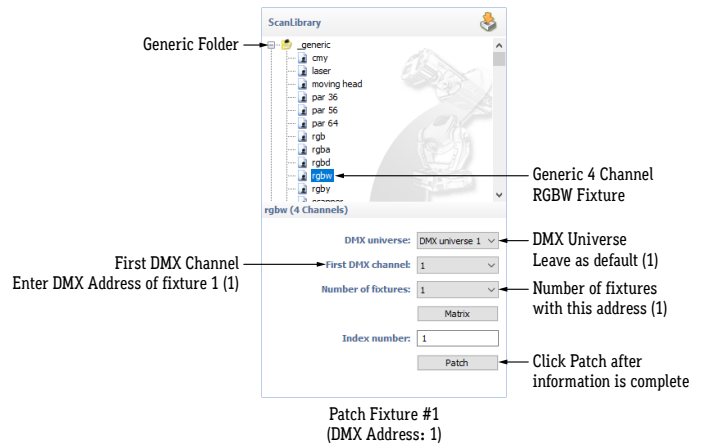 ScanLibrary
Generic Folder
_generic
cmy
laser
moving head
par 36
par 56
par 64
rgb
rgba
rgbd
rgbw
Generic 4 Channel
RGBW Fixture
rgby
rgbw (4 Channels)
DMX universe: DMX universe 1
DMX Universe
Leave as default (1)
First DMX Channel
Enter DMX Address of fixture 1 (1)
First DMX channel: 1
Number of fixtures: 1
Number of fixtures
with this address (1)
Matrix
Index number: 1
Patch
Click Patch after
information is complete
Patch Fixture #1
(DMX Address: 1)